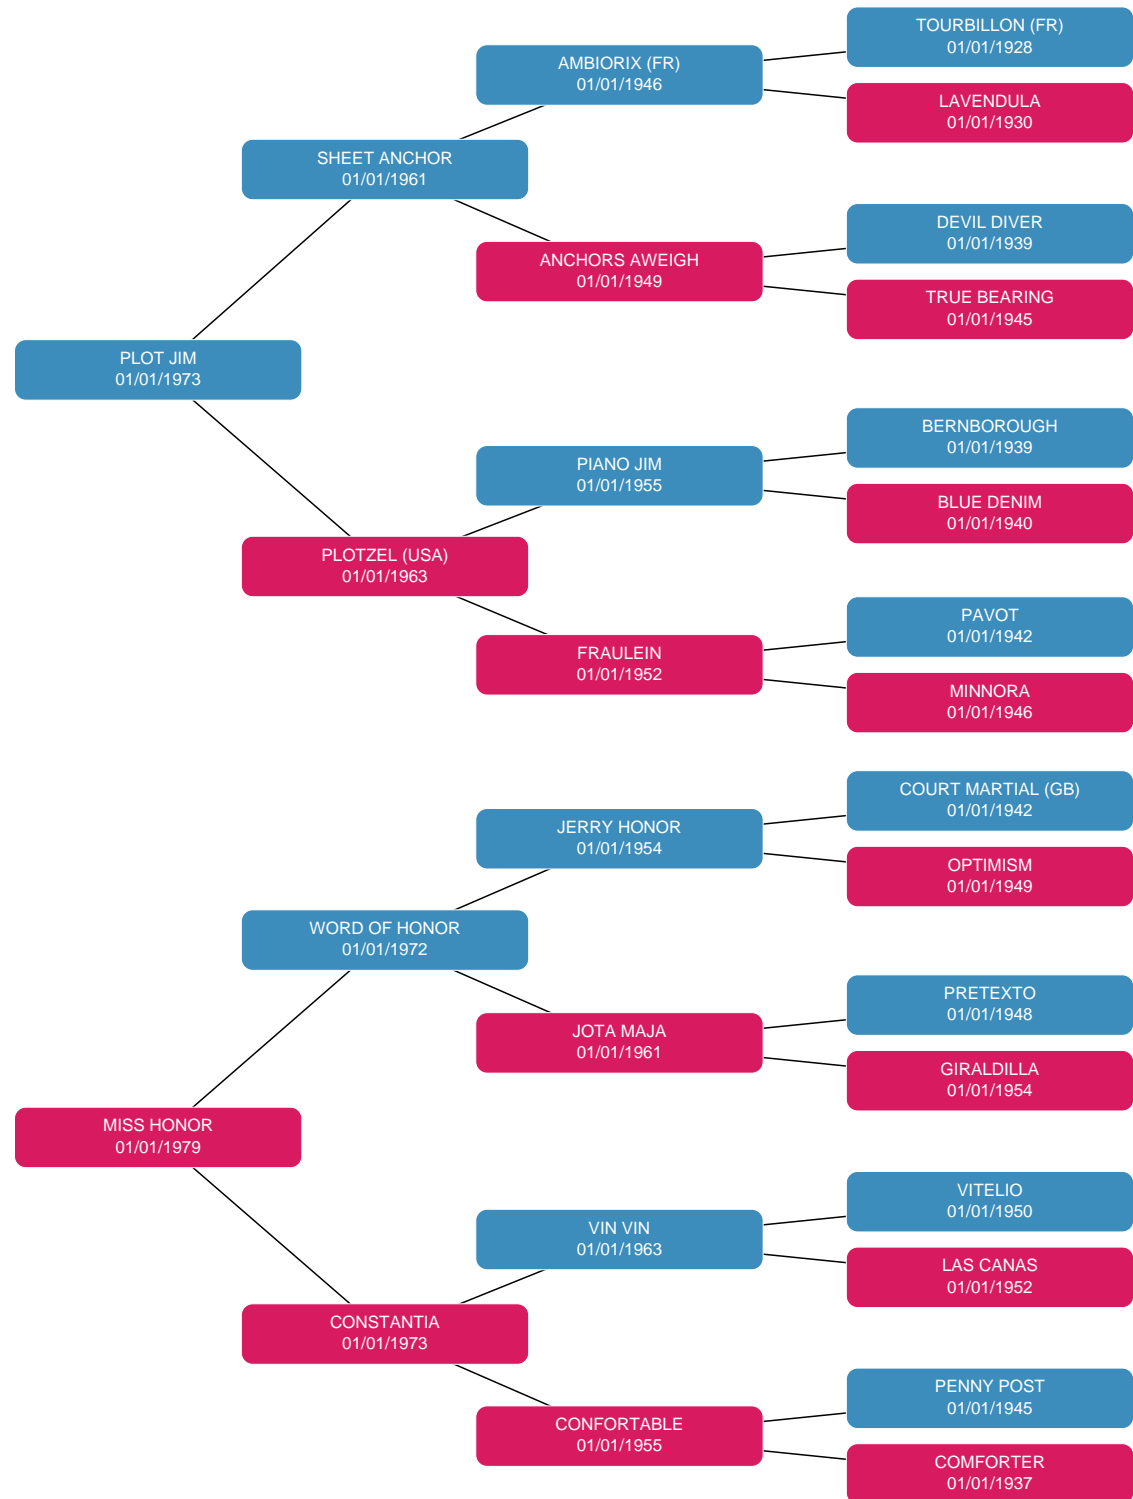 TOURBILLON (FR)
01/01/1928
AMBIORIX (FR)
01/01/1946
LAVENDULA
01/01/1930
SHEET ANCHOR
01/01/1961
DEVIL DIVER
01/01/1939
ANCHORS AWEIGH
01/01/1949
TRUE BEARING
01/01/1945
PLOT JIM
01/01/1973
BERNBOROUGH
01/01/1939
PIANO JIM
01/01/1955
BLUE DENIM
01/01/1940
PLOTZEL (USA)
01/01/1963
PAVOT
01/01/1942
FRAULEIN
01/01/1952
MINNORA
01/01/1946
COURT MARTIAL (GB)
01/01/1942
JERRY HONOR
01/01/1954
OPTIMISM
01/01/1949
WORD OF HONOR
01/01/1972
PRETEXTO
01/01/1948
JOTA MAJA
01/01/1961
GIRALDILLA
01/01/1954
MISS HONOR
01/01/1979
VITELIO
01/01/1950
VIN VIN
01/01/1963
LAS CANAS
01/01/1952
CONSTANTIA
01/01/1973
PENNY POST
01/01/1945
CONFORTABLE
01/01/1955
COMFORTER
01/01/1937